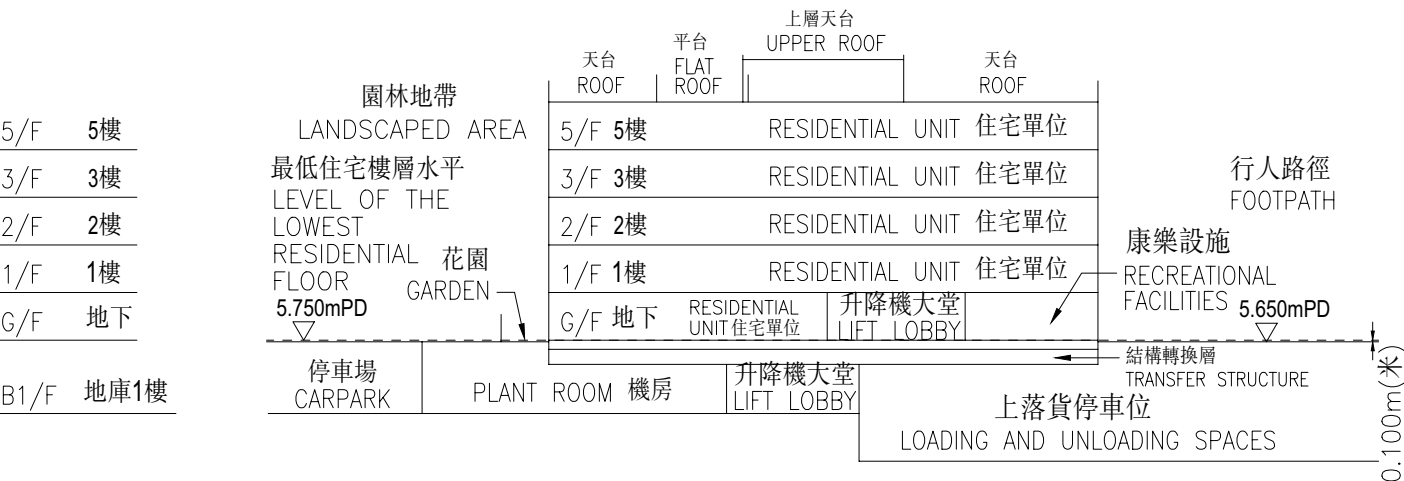 上層天台
UPPER ROOF
平台
FLAT
ROOF
天台
ROOF
天台
ROOF
園林地帶
LANDSCAPED AREA
5/F 5樓
5/F 5樓 RESIDENTIAL UNIT 住宅單位
3/F 3樓
最低住宅樓層水平
LEVEL OF THE
LOWEST
RESIDENTIAL
FLOOR
5.750mPD
3/F 3樓 RESIDENTIAL UNIT 住宅單位
行人路徑
FOOTPATH
2/F 2樓
2/F 2樓 RESIDENTIAL UNIT 住宅單位
1/F 1樓
花園
GARDEN
1/F 1樓 RESIDENTIAL UNIT 住宅單位
康樂設施
RECREATIONAL
FACILITIES
5.650mPD
G/F 地下
G/F 地下
RESIDENTIAL
UNIT住宅單位
升降機大堂
LIFT LOBBY
結構轉換層
TRANSFER STRUCTURE
0.100m(米)
B1/F 地庫1樓
停車場
CARPARK
PLANT ROOM 機房
升降機大堂
LIFT LOBBY
上落貨停車位
LOADING AND UNLOADING SPACES